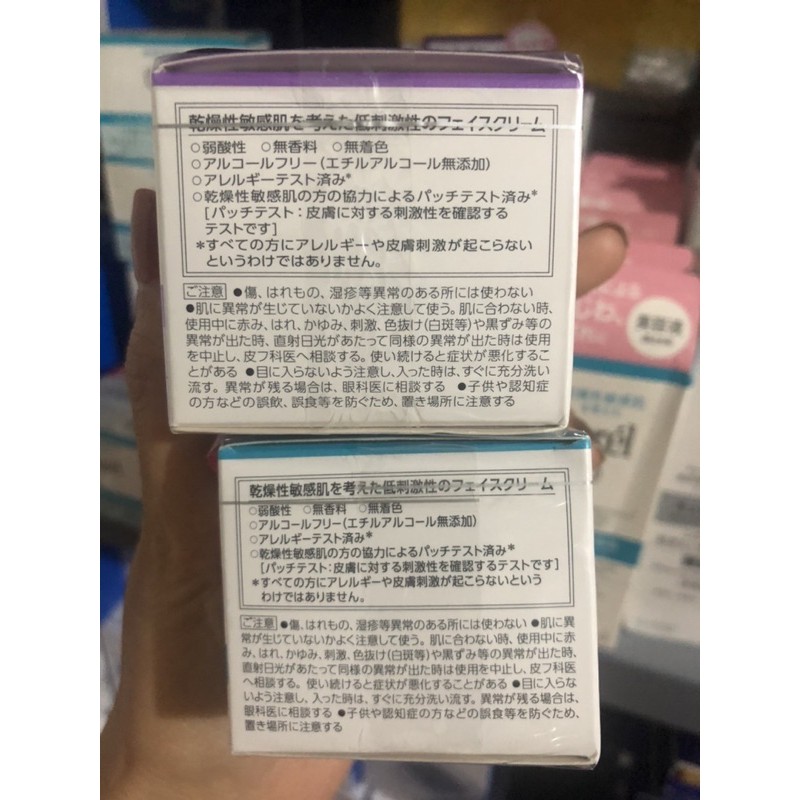 乾燥性敏感肌を考えた低刺激性のフェイスクリーム
○弱酸性 ○無香料 ○無着色
○アルコールフリー(エチルアルコール無添加)
○アレルギーテスト済み*
○乾燥性敏感肌の方の協力によるパッチテスト済み*
[パッチテスト:皮膚に対する刺激性を確認する
テストです]
*すべての方にアレルギーや皮膚刺激が起こらない
というわけではありません。
ご注意 ●傷、はれもの、湿疹等異常のある所には使わない
●肌に異常が生じていないかよく注意して使う。肌に合わない時、
使用中に赤み、はれ、かゆみ、刺激、色抜け(白斑等)や黒ずみ等の
異常が出た時、直射日光があたって同様の異常が出た時は使用
を中止し、皮フ科医へ相談する。使い続けると症状が悪化するこ
とがある ●目に入らないよう注意し、入った時は、すぐに充分洗い
流す。異常が残る場合は、眼科医に相談する ●子供や認知症
の方などの誤飲、誤食等を防ぐため、置き場所に注意する
乾燥性敏感肌を考えた低刺激性のフェイスクリーム
○弱酸性 ○無香料 ○無着色
○アルコールフリー(エチルアルコール無添加)
○アレルギーテスト済み*
○乾燥性敏感肌の方の協力によるパッチテスト済み*
[パッチテスト:皮膚に対する刺激性を確認するテストです]
*すべての方にアレルギーや皮膚刺激が起こらないという
わけではありません。
ご注意 ●傷、はれもの、湿疹等異常のある所には使わない ●肌に異
常が生じていないかよく注意して使う。肌に合わない時、使用中に赤
み、はれ、かゆみ、刺激、色抜け(白斑等)や黒ずみ等の異常が出た時、
直射日光があたって同様の異常が出た時は使用を中止し、皮フ科医
へ相談する。使い続けると症状が悪化することがある ●目に入らな
いよう注意し、入った時は、すぐに充分洗い流す。異常が残る場合は、
眼科医に相談する ●子供や認知症の方などの誤食等を防ぐため、
置き場所に注意する